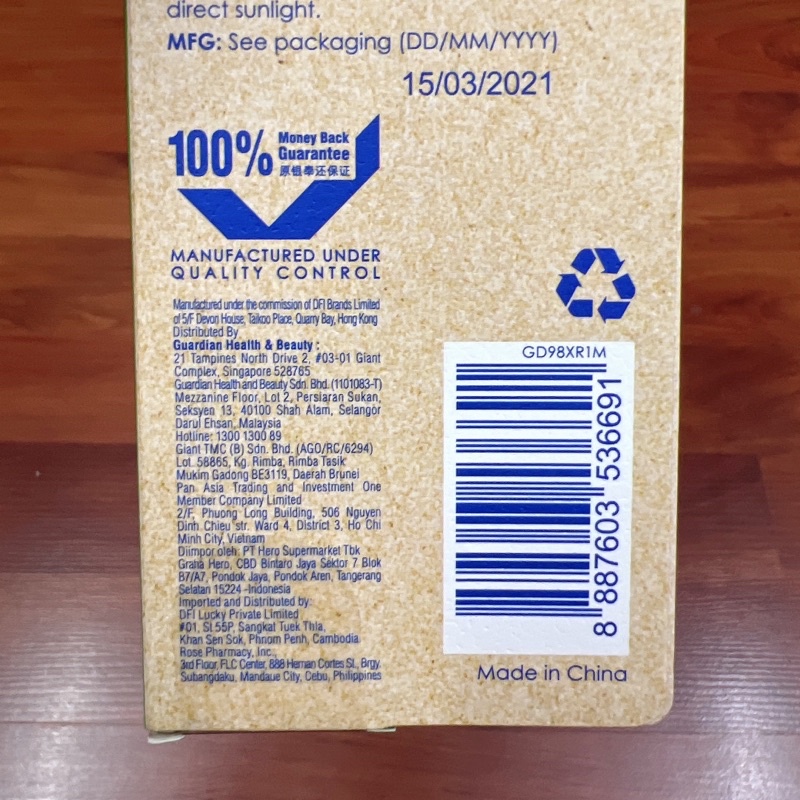 direct sunlight.
MFG: See packaging (DD/MM/YYYY)
15/03/2021
100% Money Back
Guarantee
原银奉还保证
MANUFACTURED UNDER
QUALITY CONTROL
Manufactured under the commission of DFI Brands Limited
of 5/F Devon House, Taikoo Place, Quarry Bay, Hong Kong
Distributed By
Guardian Health & Beauty :
21 Tampines North Drive 2, #03-01 Giant
Complex, Singapore 528765
Guardian Health and Beauty Sdn. Bhd. (1101083-T)
Mezzanine Floor, Lot 2, Persiaran Sukan,
Seksyen 13, 40100 Shah Alam, Selangor
Darul Ehsan, Malaysia
Hotline: 1300 1300 89
Giant TMC (B) Sdn. Bhd. (AGO/RC/6294)
Lot. 58865, Kg. Rimba, Rimba Tasik
Mukim Gadong BE3119, Daerah Brunei
Pan Asia Trading and Investment One
Member Company Limited
2/F, Phuong Long Building, 506 Nguyen
Dinh Chieu str. Ward 4, District 3, Ho Chi
Minh City, Vietnam
Diimpor oleh: PT Hero Supermarket Tbk
Graha Hero, CBD Bintaro Jaya Sektor 7 Blok
B7/A7, Pondok Jaya, Pondok Aren, Tangerang
Selatan 15224 -Indonesia
Imported and Distributed by:
DFI Lucky Private Limited
#01, St.55P, Sangkat Tuek Thla,
Khan Sen Sok, Phnom Penh, Cambodia
Rose Pharmacy, Inc.,
3rd Floor, FLC Center, 888 Hernan Cortes St., Brgy.
Subangdaku, Mandaue City, Cebu, Philippines
GD98XR1M
8 887603 536691
Made in China